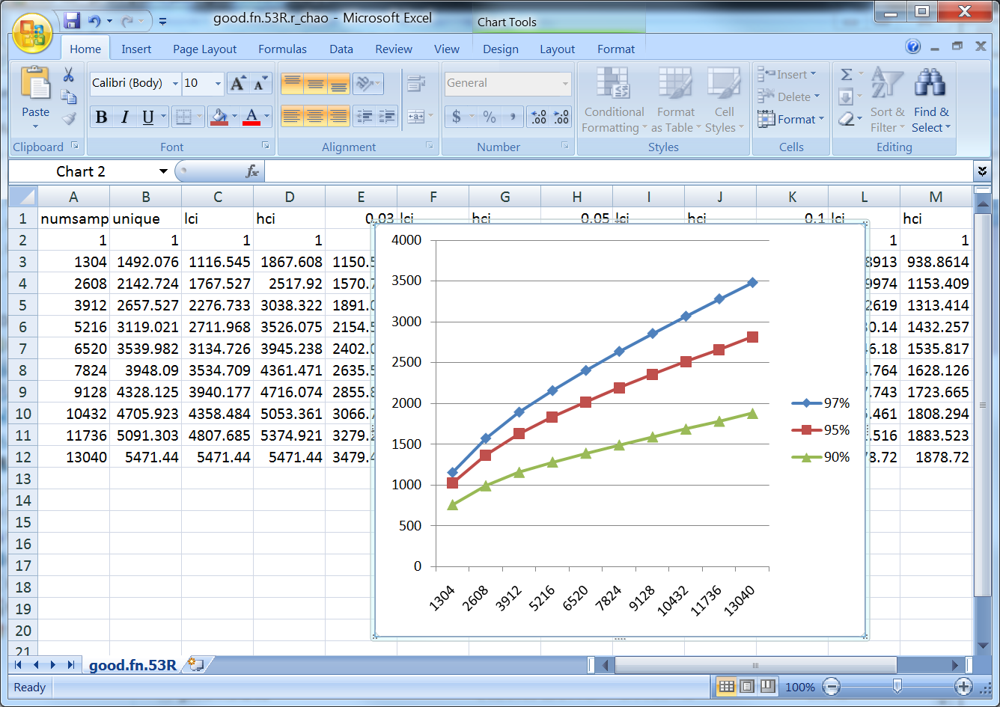 good.fn.53R.r_chao - Microsoft Excel
Chart Tools
Home Insert Page Layout Formulas Data Review View Design Layout Format
Calibri (Body) 10 General Insert
Delete
Format
Paste B I U A $ % , Conditional Formatting Format as Table Cell Styles Sort & Filter Find & Select
Clipboard Font Alignment Number Styles Cells Editing
Chart 2 fx
A B C D E F G H I J K L M
1 numsamp unique lci hci 0.03 lci hci 0.05 lci hci 0.1 lci hci
2 1 1 1 1 1 1
3 1304 1492.076 1116.545 1867.608 1150. 8913 938.8614
4 2608 2142.724 1767.527 2517.92 1570. 9974 1153.409
5 3912 2657.527 2276.733 3038.322 1891. 2619 1313.414
6 5216 3119.021 2711.968 3526.075 2154. 0.14 1432.257
7 6520 3539.982 3134.726 3945.238 2402. 6.18 1535.817
8 7824 3948.09 3534.709 4361.471 2635. .764 1628.126
9 9128 4328.125 3940.177 4716.074 2855. .743 1723.665
10 10432 4705.923 4358.484 5053.361 3066. .461 1808.294
11 11736 5091.303 4807.685 5374.921 3279. .516 1883.523
12 13040 5471.44 5471.44 5471.44 3479. 8.72 1878.72
13
14
15
16
17
18
19
20
21
4000
3500
3000
2500
2000
1500
1000
500
0
1304 2608 3912 5216 6520 7824 9128 10432 11736 13040
97%
95%
90%
good.fn.53R
Ready 100%